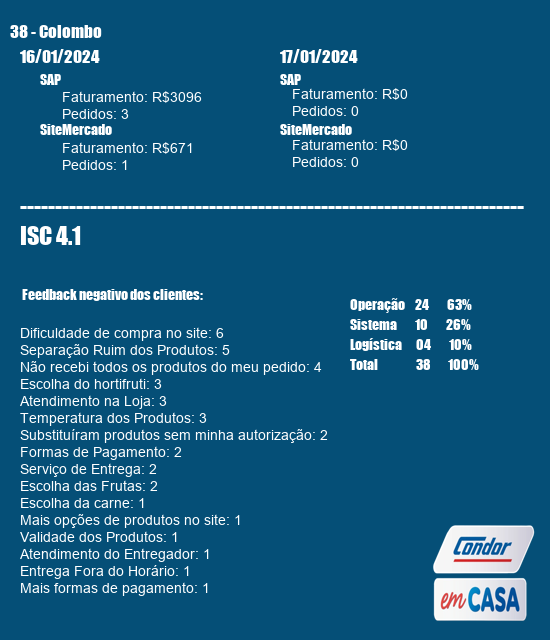 38 - Colombo
16/01/2024
SAP
Faturamento: R$3096
Pedidos: 3
SiteMercado
Faturamento: R$671
Pedidos: 1
17/01/2024
SAP
Faturamento: R$0
Pedidos: 0
SiteMercado
Faturamento: R$0
Pedidos: 0
ISC 4.1
Feedback negativo dos clientes:
Dificuldade de compra no site: 6
Separação Ruim dos Produtos: 5
Não recebi todos os produtos do meu pedido: 4
Escolha do hortifruti: 3
Atendimento na Loja: 3
Temperatura dos Produtos: 3
Substituíram produtos sem minha autorização: 2
Formas de Pagamento: 2
Serviço de Entrega: 2
Escolha das Frutas: 2
Escolha da carne: 1
Mais opções de produtos no site: 1
Validade dos Produtos: 1
Atendimento do Entregador: 1
Entrega Fora do Horário: 1
Mais formas de pagamento: 1
Operação 24 63%
Sistema 10 26%
Logística 04 10%
Total 38 100%
Condor
em CASA